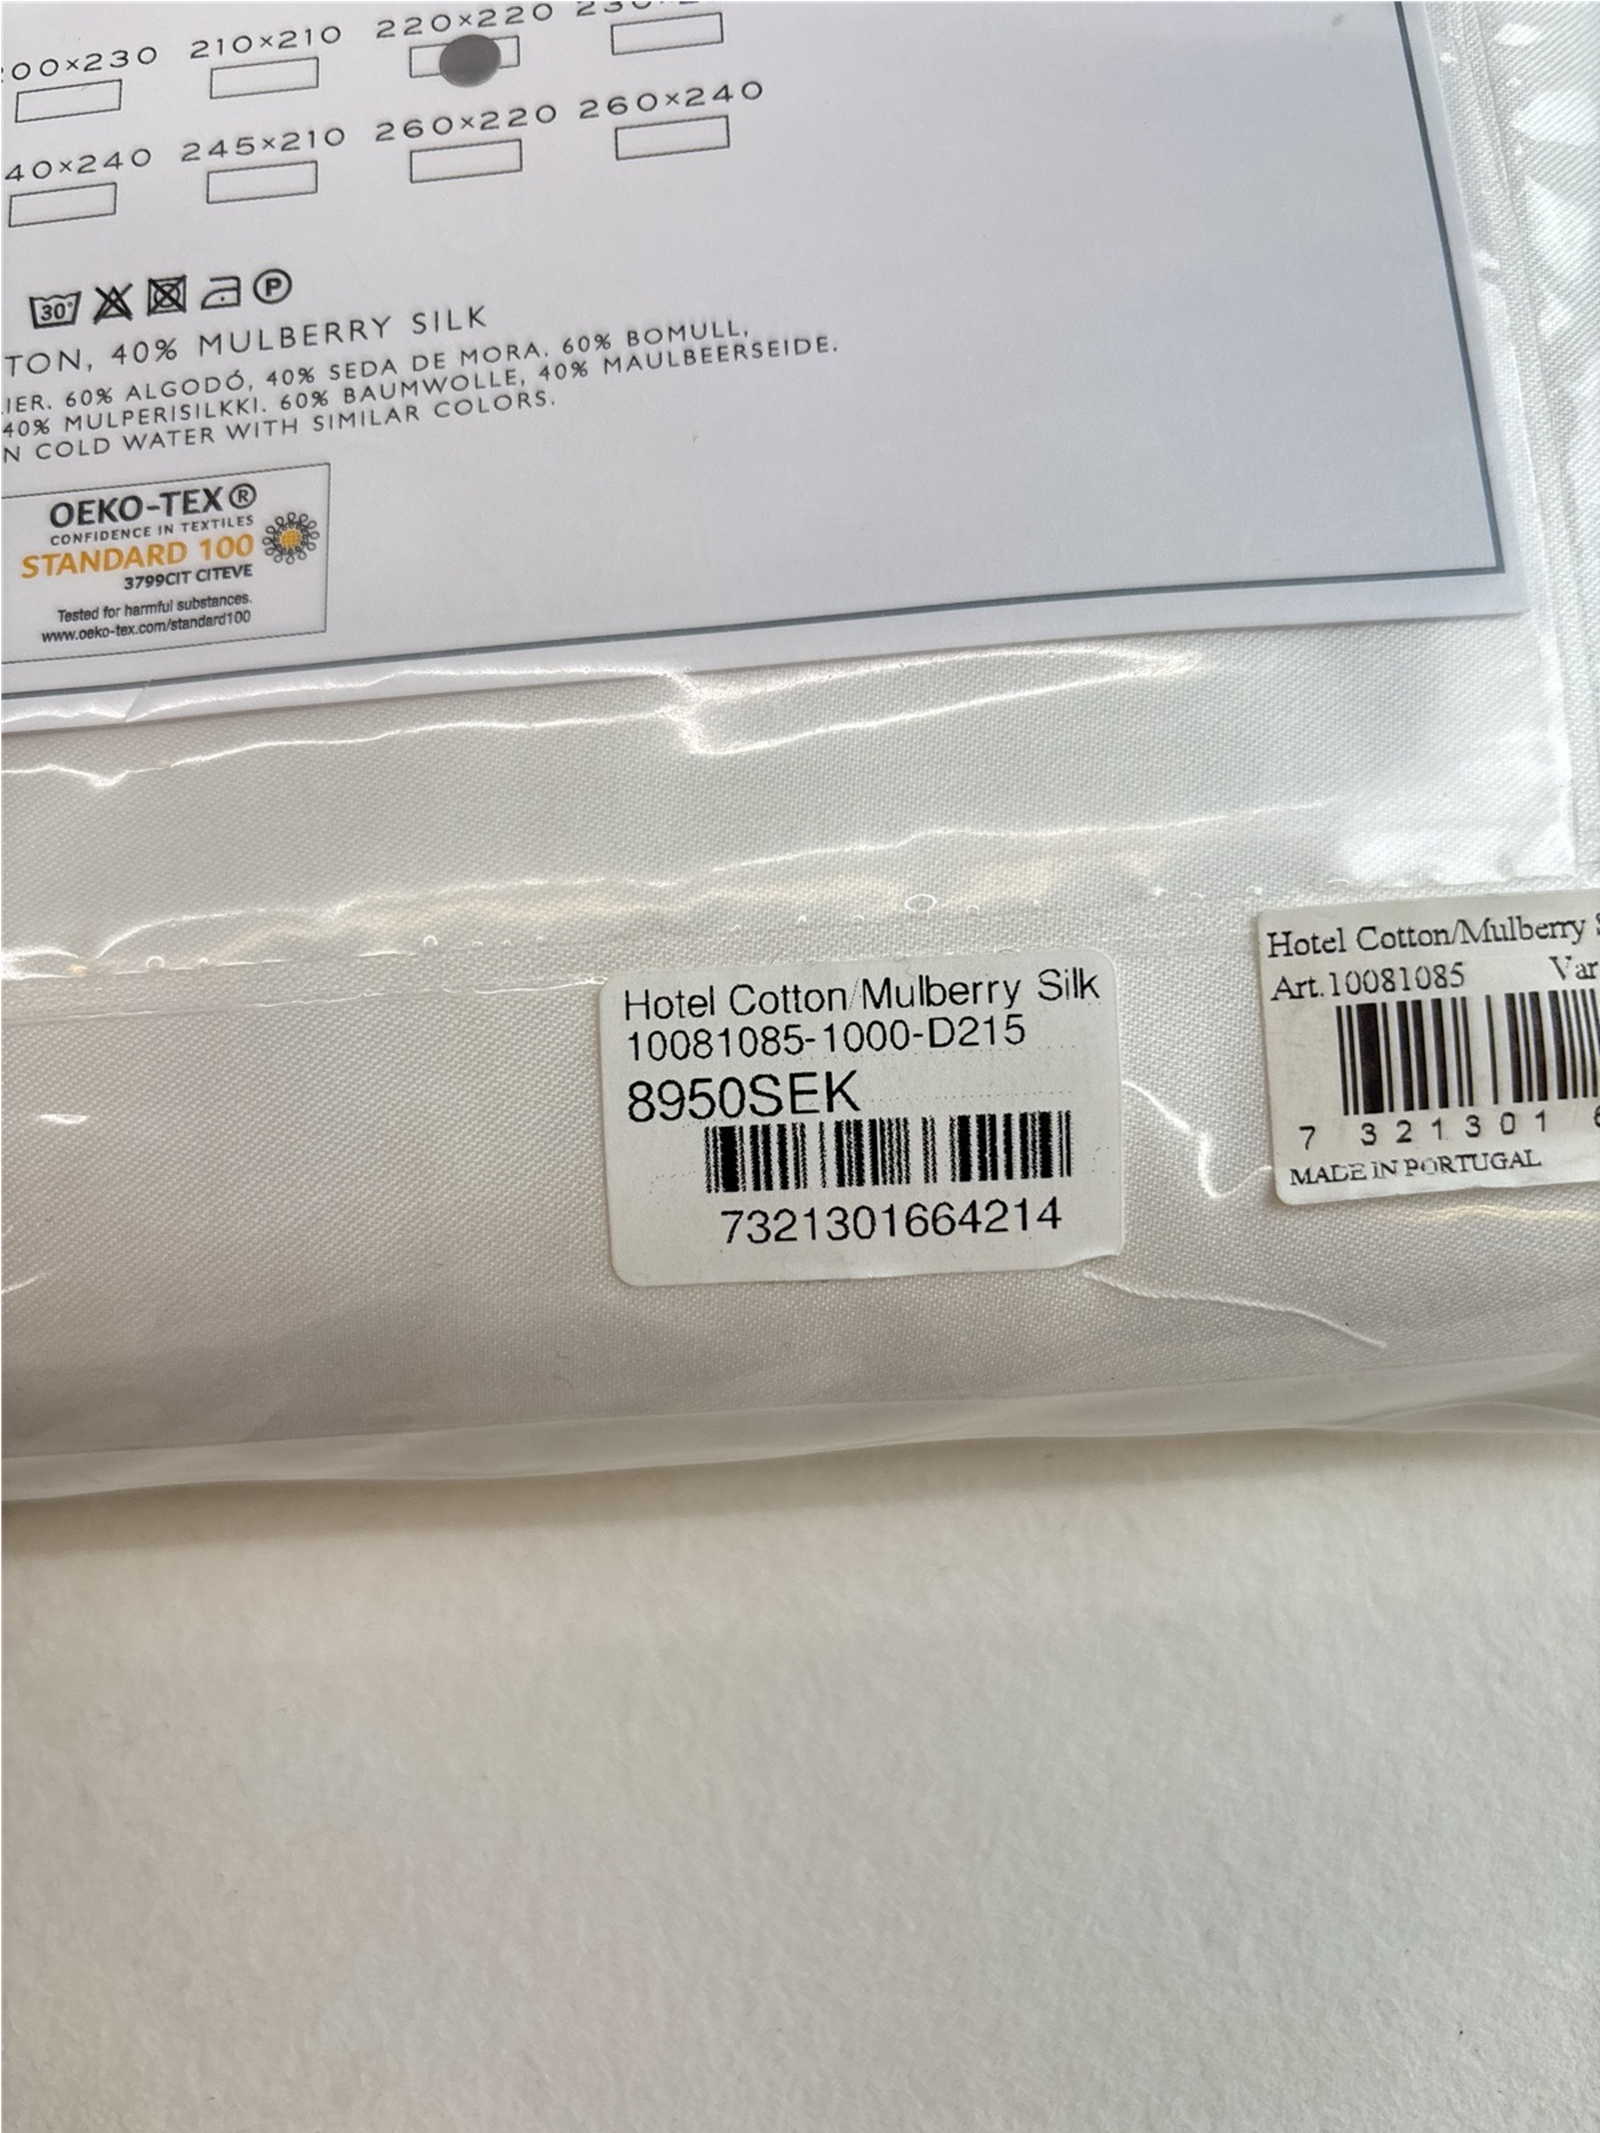 00×230 210×210 220×220
40×240 245×210 260×220 260×240
30° P
TON, 40% MULBERRY SILK
IER. 60% ALGODÓ, 40% SEDA DE MORA. 60% BOMULL,
40% MULPERISILKKI. 60% BAUMWOLLE, 40% MAULBEERSEIDE.
N COLD WATER WITH SIMILAR COLORS.
OEKO-TEX®
CONFIDENCE IN TEXTILES
STANDARD 100
3799CIT CITEVE
Tested for harmful substances.
www.oeko-tex.com/standard100
Hotel Cotton/Mulberry Silk
10081085-1000-D215
8950SEK
7321301664214
Hotel Cotton/Mulberry
Art.10081085 Var
7 321301
MADE IN PORTUGAL